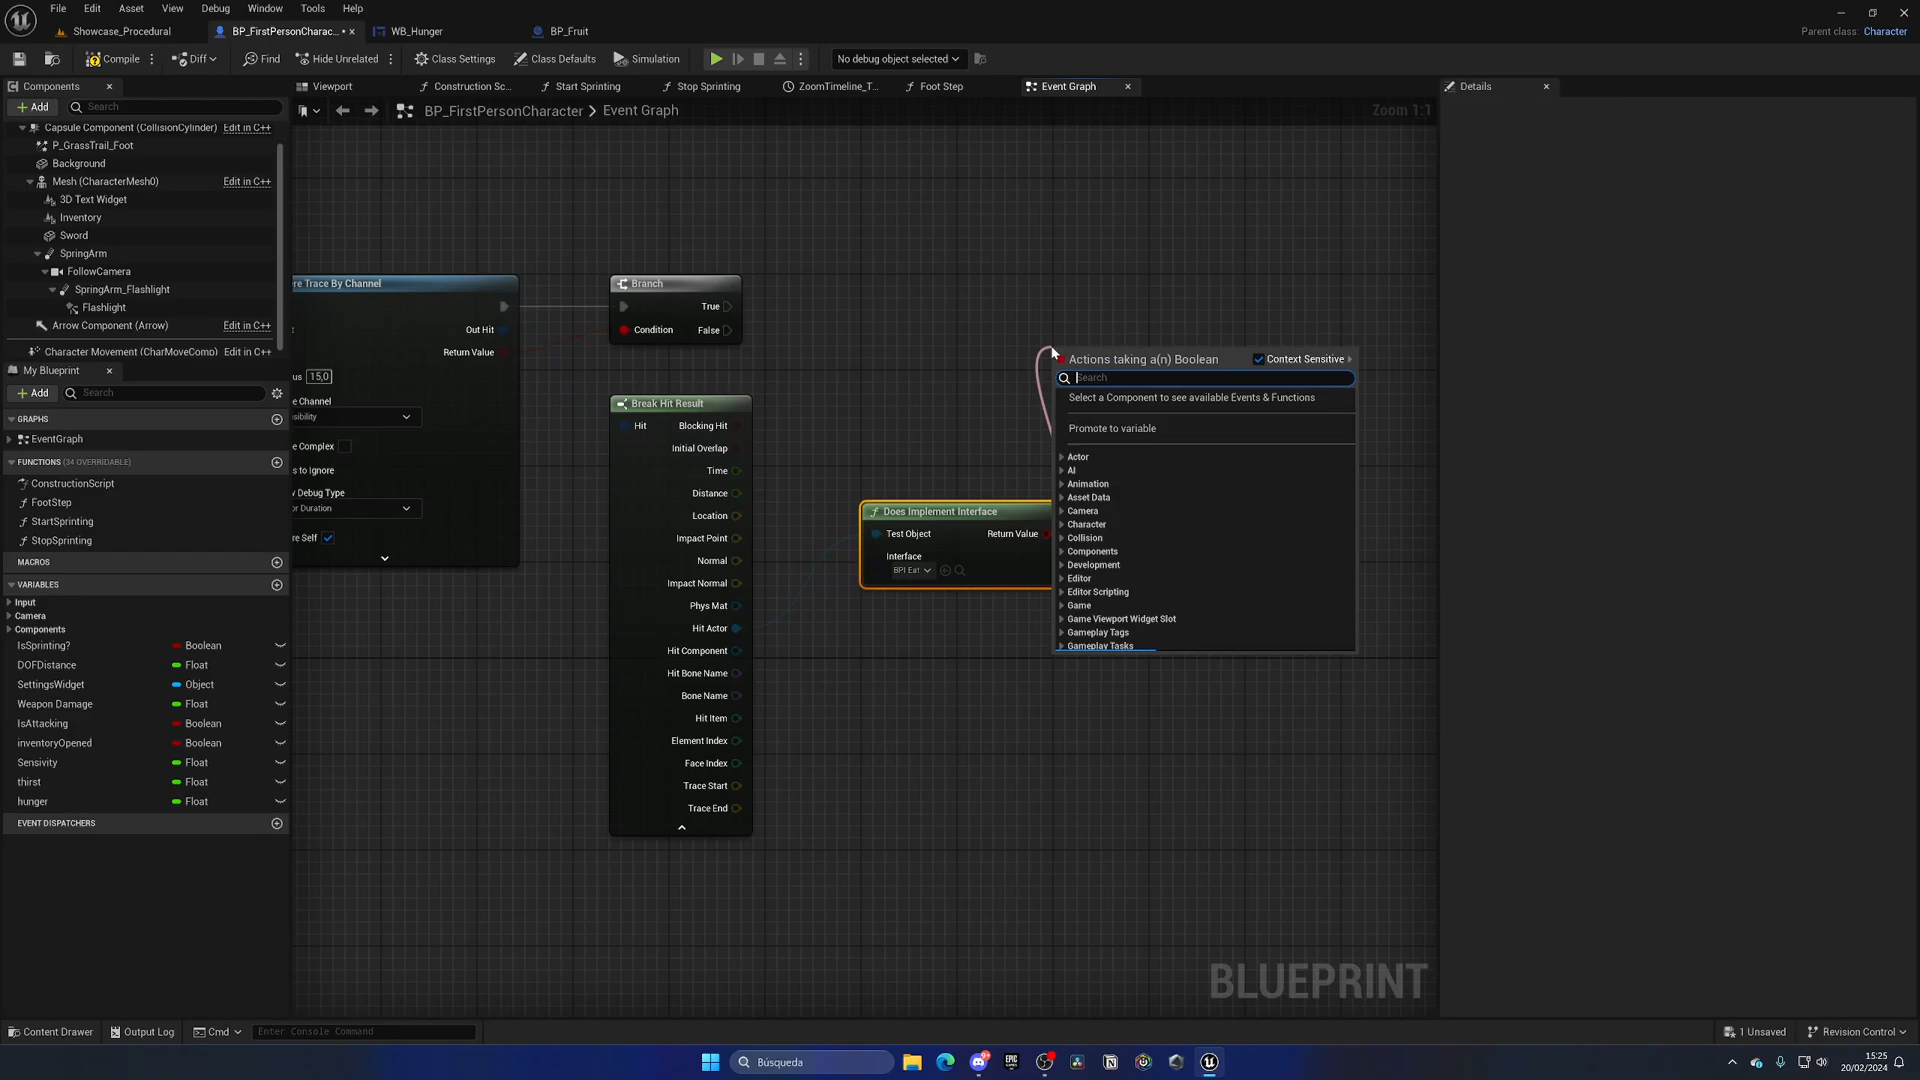 File Edit Asset View Debug Window Tools Help
Showcase_Procedural
BP_FirstPersonCharac... •
WB_Hunger
BP_Fruit
Parent class: Character
Compile
Diff
Find
Hide Unrelated
Class Settings
Class Defaults
Simulation
No debug object selected
Components
Viewport
Construction Sc...
Start Sprinting
Stop Sprinting
ZoomTimeline_T...
Foot Step
Event Graph
Details
Add
Search
BP_FirstPersonCharacter > Event Graph
Zoom 1:1
Capsule Component (CollisionCylinder) Edit in C++
P_GrassTrail_Foot
Background
Mesh (CharacterMesh0) Edit in C++
3D Text Widget
Inventory
Sword
SpringArm
FollowCamera
SpringArm_Flashlight
Flashlight
Arrow Component (Arrow) Edit in C++
Character Movement (CharMoveComp) Edit in C++
My Blueprint
Add
Search
GRAPHS
EventGraph
FUNCTIONS (34 OVERRIDABLE)
ConstructionScript
FootStep
StartSprinting
StopSprinting
MACROS
VARIABLES
Input
Camera
Components
IsSprinting? Boolean
DOFDistance Float
SettingsWidget Object
Weapon Damage Float
IsAttacking Boolean
inventoryOpened Boolean
Sensivity Float
thirst Float
hunger Float
EVENT DISPATCHERS
ere Trace By Channel
Out Hit
Return Value
us 15,0
e Channel
sibility
e Complex
s to Ignore
v Debug Type
or Duration
re Self
Branch
True
Condition False
Break Hit Result
Hit Blocking Hit
Initial Overlap
Time
Distance
Location
Impact Point
Normal
Impact Normal
Phys Mat
Hit Actor
Hit Component
Hit Bone Name
Bone Name
Hit Item
Element Index
Face Index
Trace Start
Trace End
Does Implement Interface
Test Object Return Value
Interface
BPI Eat
Actions taking a(n) Boolean
Context Sensitive
Search
Select a Component to see available Events & Functions
Promote to variable
Actor
AI
Animation
Asset Data
Camera
Character
Collision
Components
Development
Editor
Editor Scripting
Game
Game Viewport Widget Slot
Gameplay Tags
Gameplay Tasks
BLUEPRINT
Content Drawer
Output Log
Cmd
Enter Console Command
1 Unsaved
Revision Control
Búsqueda
EPIC GAMES
15:25
20/02/2024